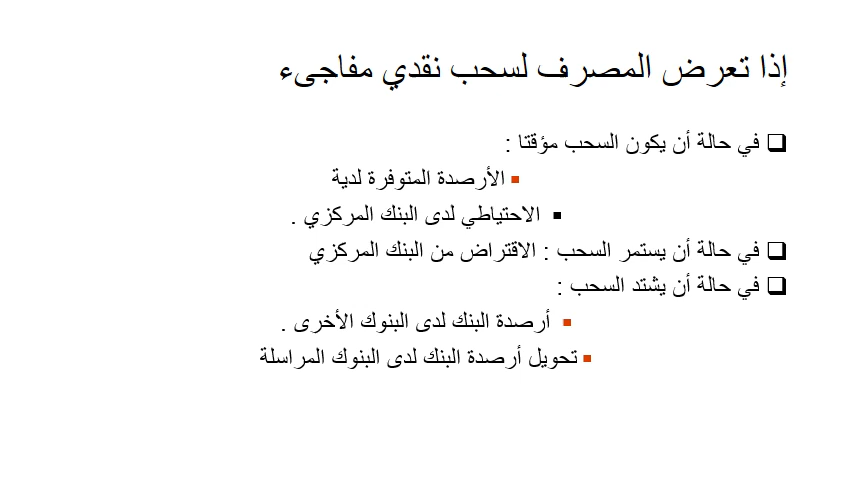 إذا تعرض المصرف لسحب نقدي مفاجىء
❑ في حالة أن يكون السحب مؤقتا :
▪ الأرصدة المتوفرة لدية
▪ الاحتياطي لدى البنك المركزي .
❑ في حالة أن يستمر السحب : الاقتراض من البنك المركزي
❑ في حالة أن يشتد السحب :
▪ أرصدة البنك لدى البنوك الأخرى .
▪ تحويل أرصدة البنك لدى البنوك المراسلة